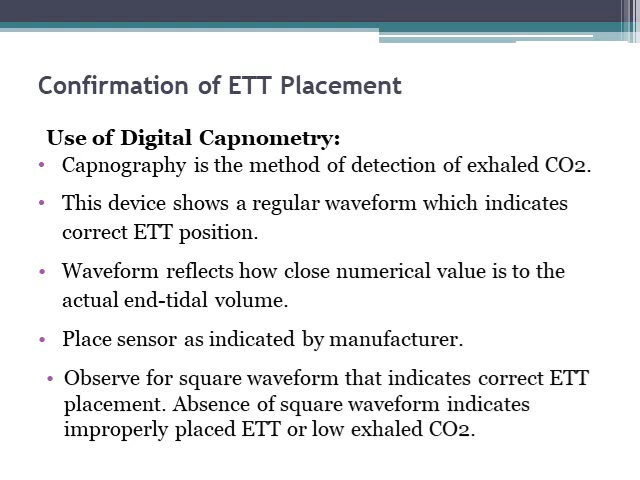 Confirmation of ETT Placement
Use of Digital Capnometry:
• Capnography is the method of detection of exhaled CO2.
• This device shows a regular waveform which indicates
correct ETT position.
• Waveform reflects how close numerical value is to the
actual end-tidal volume.
• Place sensor as indicated by manufacturer.
• Observe for square waveform that indicates correct ETT
placement. Absence of square waveform indicates
improperly placed ETT or low exhaled CO2.